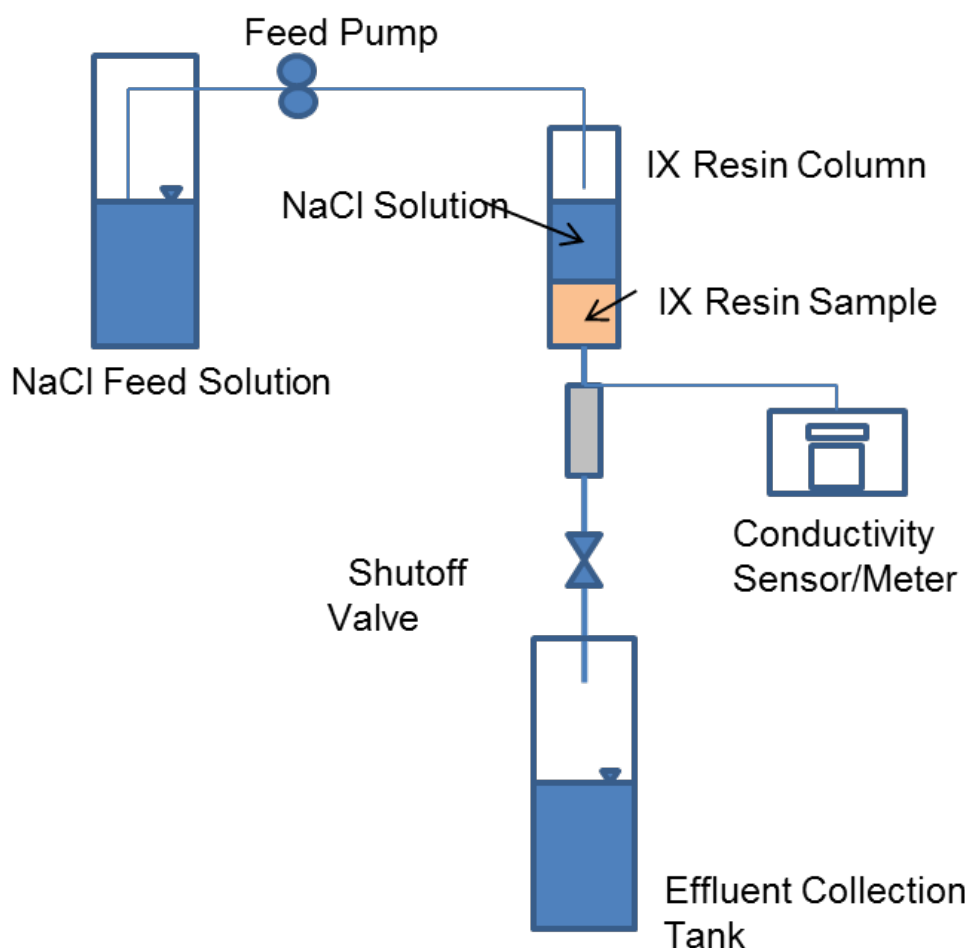 Feed Pump
IX Resin Column
NaCl Solution
IX Resin Sample
NaCl Feed Solution
Conductivity
Sensor/Meter
Shutoff
Valve
Effluent Collection
Tank